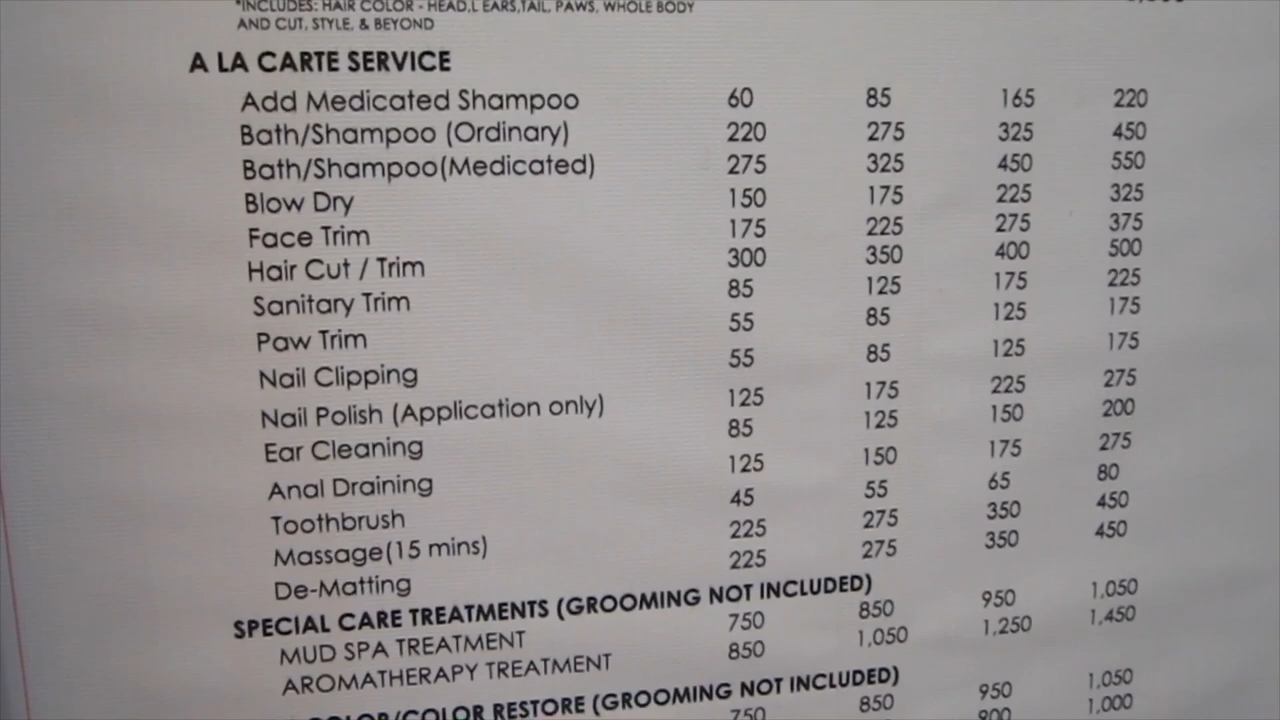 *INCLUDES: HAIR COLOR - HEAD,L EARS,TAIL, PAWS, WHOLE BODY
AND CUT, STYLE, & BEYOND
A LA CARTE SERVICE
Add Medicated Shampoo 60 85 165 220
Bath/Shampoo (Ordinary) 220 275 325 450
Bath/Shampoo(Medicated) 275 325 450 550
Blow Dry 150 175 225 325
Face Trim 175 225 275 375
Hair Cut / Trim 300 350 400 500
Sanitary Trim 85 125 175 225
Paw Trim 55 85 125 175
Nail Clipping 55 85 125 175
Nail Polish (Application only) 125 175 225 275
Ear Cleaning 85 125 150 200
Anal Draining 125 150 175 275
Toothbrush 45 55 65 80
Massage(15 mins) 225 275 350 450
De-Matting 225 275 350 450
SPECIAL CARE TREATMENTS (GROOMING NOT INCLUDED)
MUD SPA TREATMENT 750 850 950 1,050
AROMATHERAPY TREATMENT 850 1,050 1,250 1,450
COLOR/COLOR RESTORE (GROOMING NOT INCLUDED)
750 850 950 1,050
900 1,000